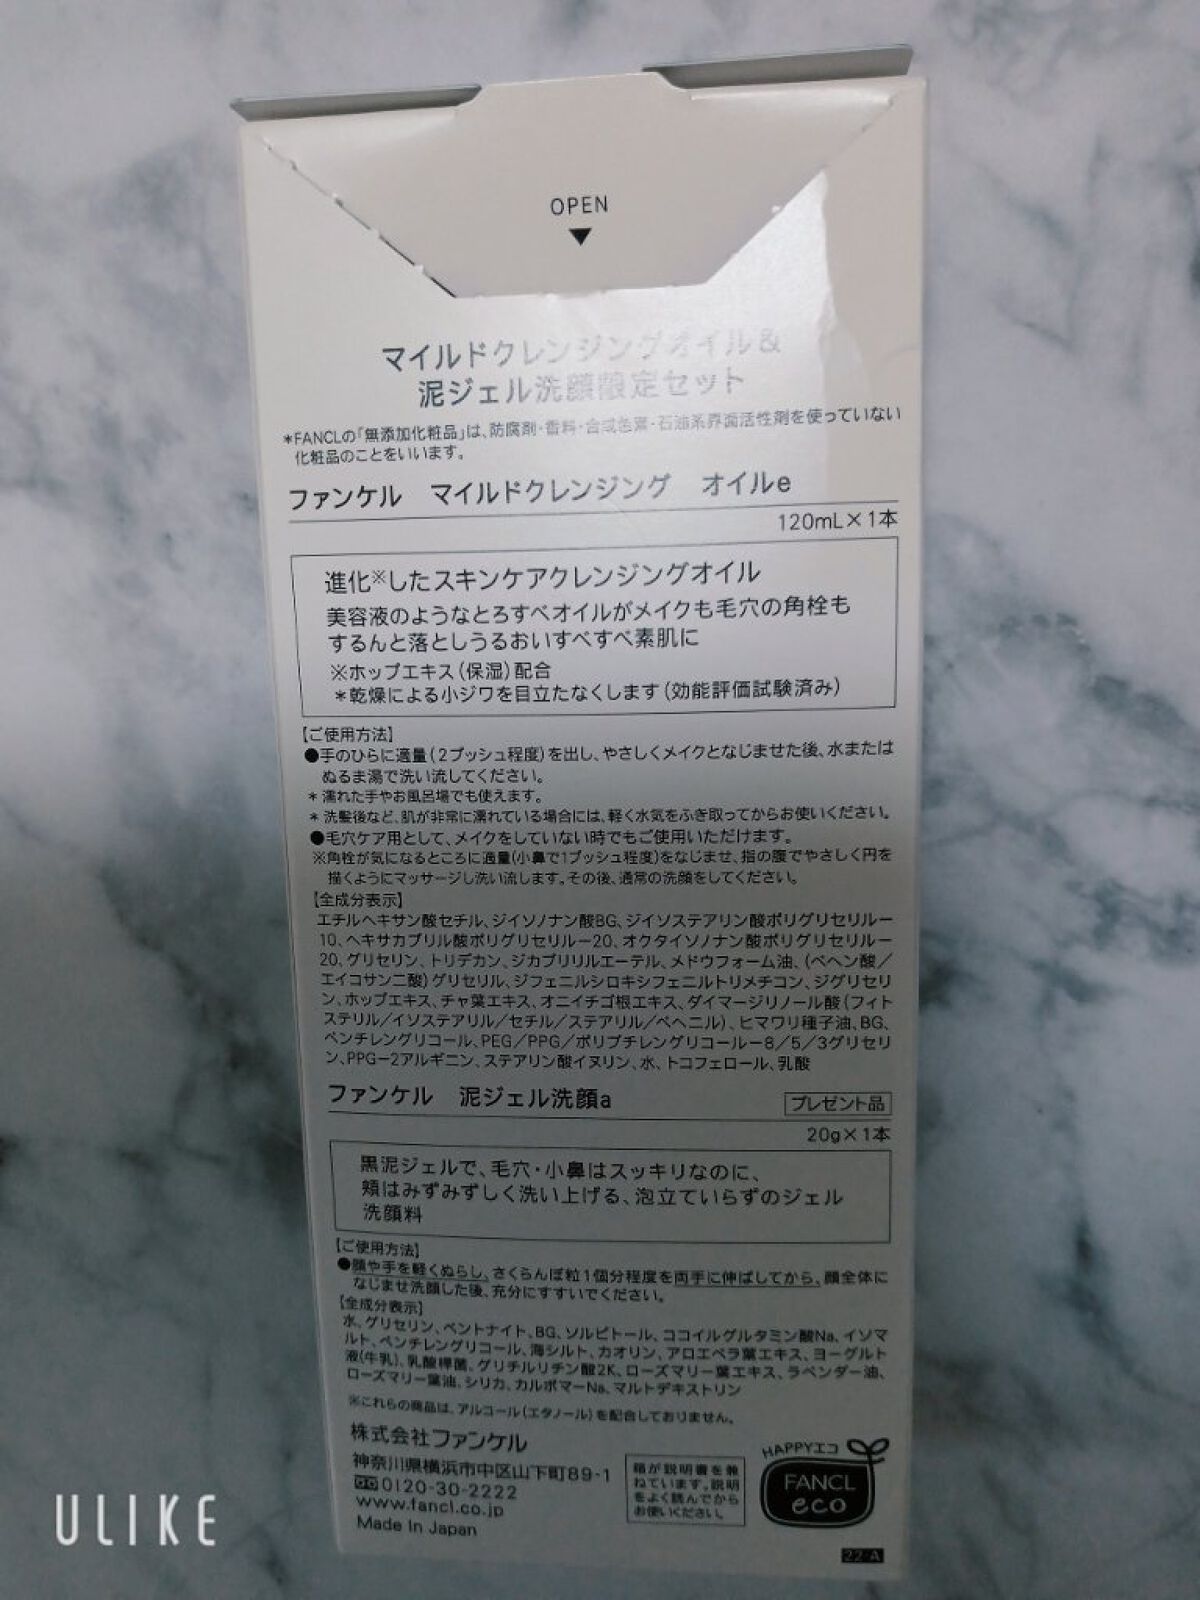 OPEN
▼
マイルドクレンジングオイル&
泥ジェル洗顔限定セット
*FANCLの「無添加化粧品」は、防腐剤・香料・合成色素・石油系界面活性剤を使っていない
化粧品のことをいいます。
ファンケル　マイルドクレンジング　オイルe
120mL×1本
進化※したスキンケアクレンジングオイル
美容液のようなとろすべオイルがメイクも毛穴の角栓も
するんと落としうるおいすべすべ素肌に
※ホップエキス(保湿)配合
*乾燥による小ジワを目立たなくします(効能評価試験済み)
【ご使用方法】
●手のひらに適量(2プッシュ程度)を出し、やさしくメイクとなじませた後、水または
ぬるま湯で洗い流してください。
* 濡れた手やお風呂場でも使えます。
* 洗髪後など、肌が非常に濡れている場合には、軽く水気をふき取ってからお使いください。
●毛穴ケア用として、メイクをしていない時でもご使用いただけます。
※角栓が気になるところに適量(小鼻で1プッシュ程度)をなじませ、指の腹でやさしく円を
描くようにマッサージし洗い流します。その後、通常の洗顔をしてください。
【全成分表示】
エチルヘキサン酸セチル、ジイソノナン酸BG、ジイソステアリン酸ポリグリセリルー
10、ヘキサカプリル酸ポリグリセリルー20、オクタイソノナン酸ポリグリセリルー
20、グリセリン、トリデカン、ジカプリリルエーテル、メドウフォーム油、(ベヘン酸／
エイコサン二酸)グリセリル、ジフェニルシロキシフェニルトリメチコン、ジグリセリ
ン、ホップエキス、チャ葉エキス、オニイチゴ根エキス、ダイマージリノール酸(フィト
ステリル／イソステアリル／セチル／ステアリル／ベヘニル)、ヒマワリ種子油、BG、
ペンチレングリコール、PEG／PPG／ポリブチレングリコールー8／5／3グリセリ
ン、PPG−2アルギニン、ステアリン酸イヌリン、水、トコフェロール、乳酸
ファンケル　泥ジェル洗顔a
プレゼント品
20g×1本
黒泥ジェルで、毛穴・小鼻はスッキリなのに、
頬はみずみずしく洗い上げる、泡立ていらずのジェル
洗顔料
【ご使用方法】
●顔や手を軽くぬらし、さくらんぼ粒1個分程度を両手に伸ばしてから、顔全体に
なじませ洗顔した後、充分にすすいでください。
【全成分表示】
水、グリセリン、ベントナイト、BG、ソルビトール、ココイルグルタミン酸Na、イソマ
ルト、ペンチレングリコール、海シルト、カオリン、アロエベラ葉エキス、ヨーグルト
液(牛乳)、乳酸桿菌、グリチルリチン酸2K、ローズマリー葉エキス、ラベンダー油、
ローズマリー葉油、シリカ、カルボマーNa、マルトデキストリン
※これらの商品は、アルコール(エタノール)を配合しておりません。
株式会社ファンケル
神奈川県横浜市中区山下町89-1
0120-30-2222
www.fancl.co.jp
Made In Japan
箱が説明書を兼
ねています。説明
をよく読んでから
お使いください。
HAPPYエコ
FANCL
eco
22-A
ULIKE